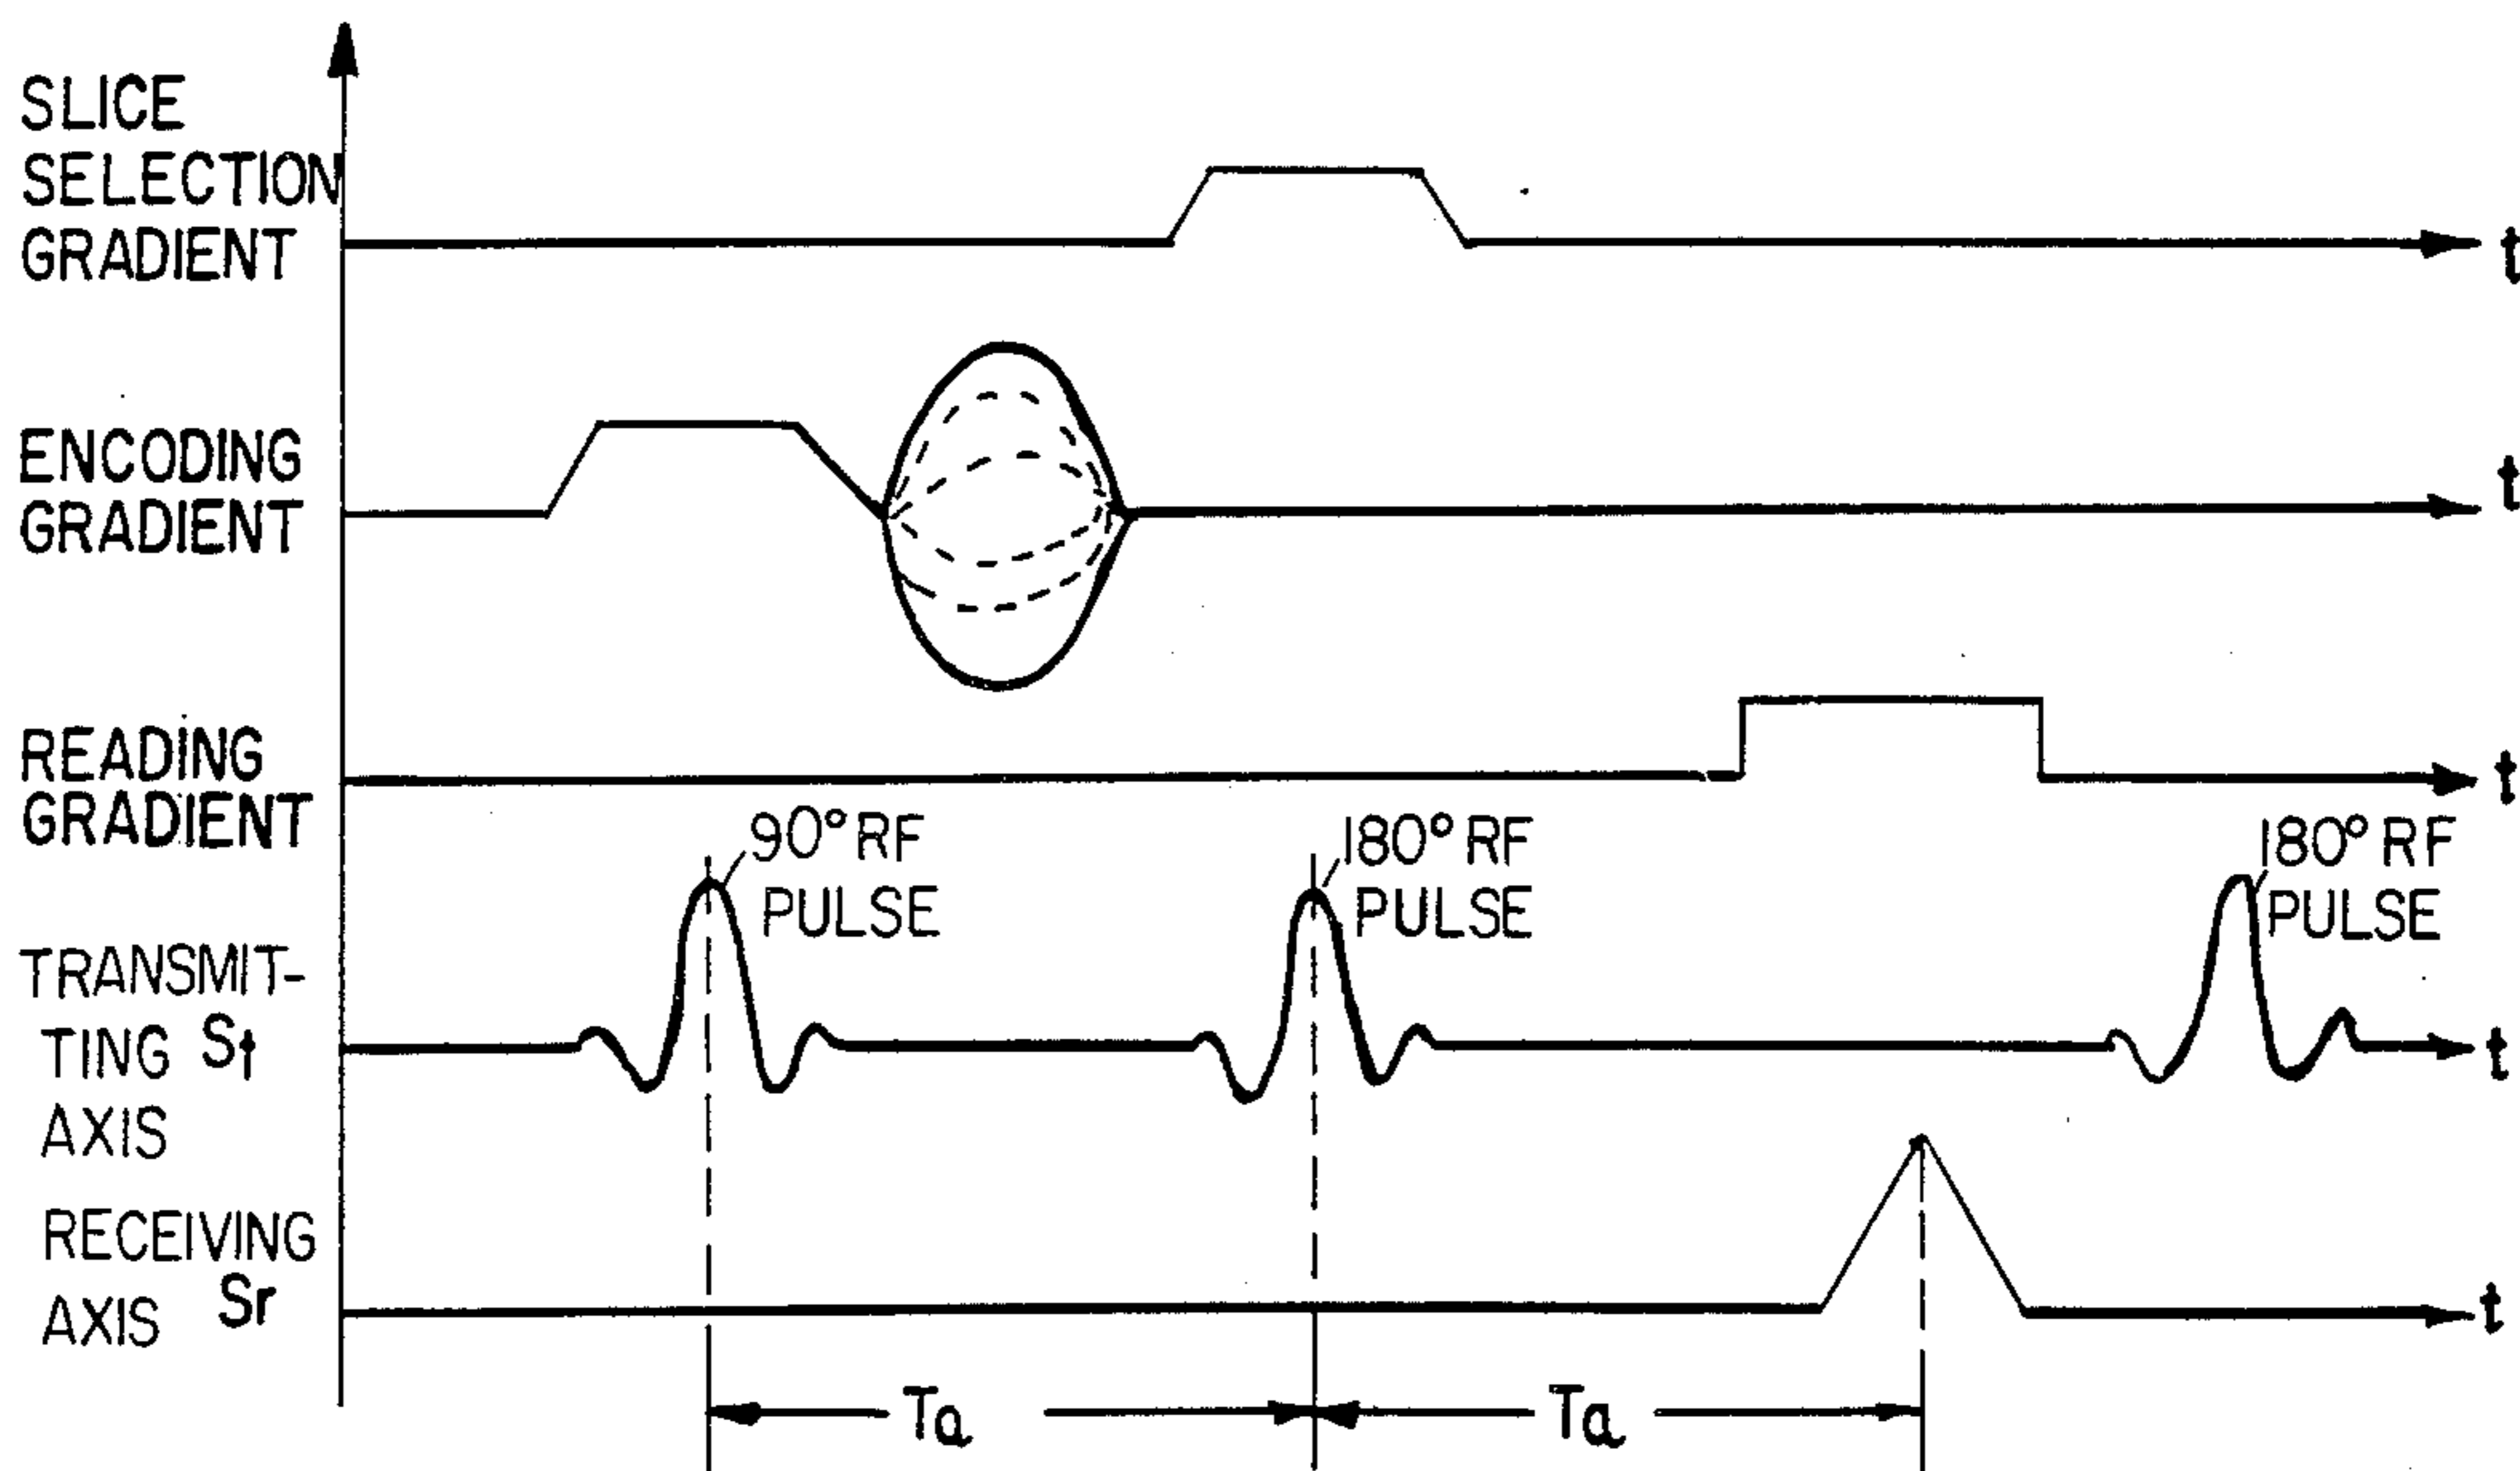 SLICE
SELECTION
GRADIENT
t
ENCODING
GRADIENT
t
READING
GRADIENT
t
90° RF
PULSE
180° RF
PULSE
180° RF
PULSE
TRANSMIT-
TING St
AXIS
t
RECEIVING
AXIS Sr
t
Ta
Ta